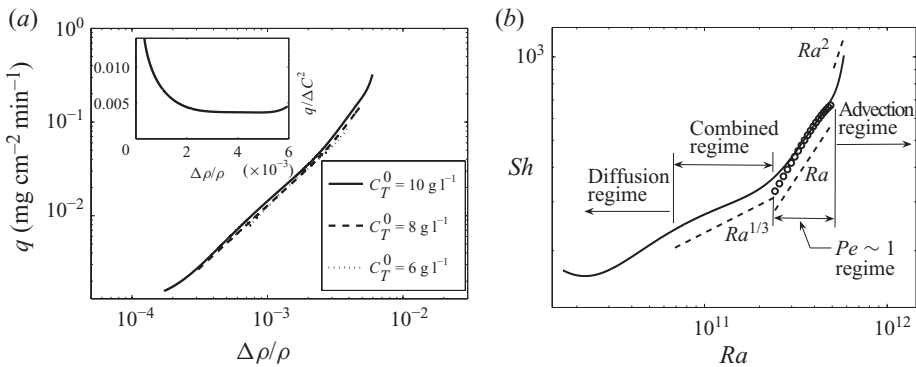 (a)
10^0
10^−1
10^−2
q (mg cm^−2 min^−1)
0.010
0.005
0
2
4
6
Δρ/ρ (×10^−3)
q/ΔC^2
C_T^0 = 10 g l^−1
C_T^0 = 8 g l^−1
C_T^0 = 6 g l^−1
10^−4
10^−3
10^−2
Δρ/ρ
(b)
10^3
Sh
Ra^2
Advection
regime
Combined
regime
Diffusion
regime
Ra
Ra^1/3
Pe ~ 1
regime
10^11
10^12
Ra